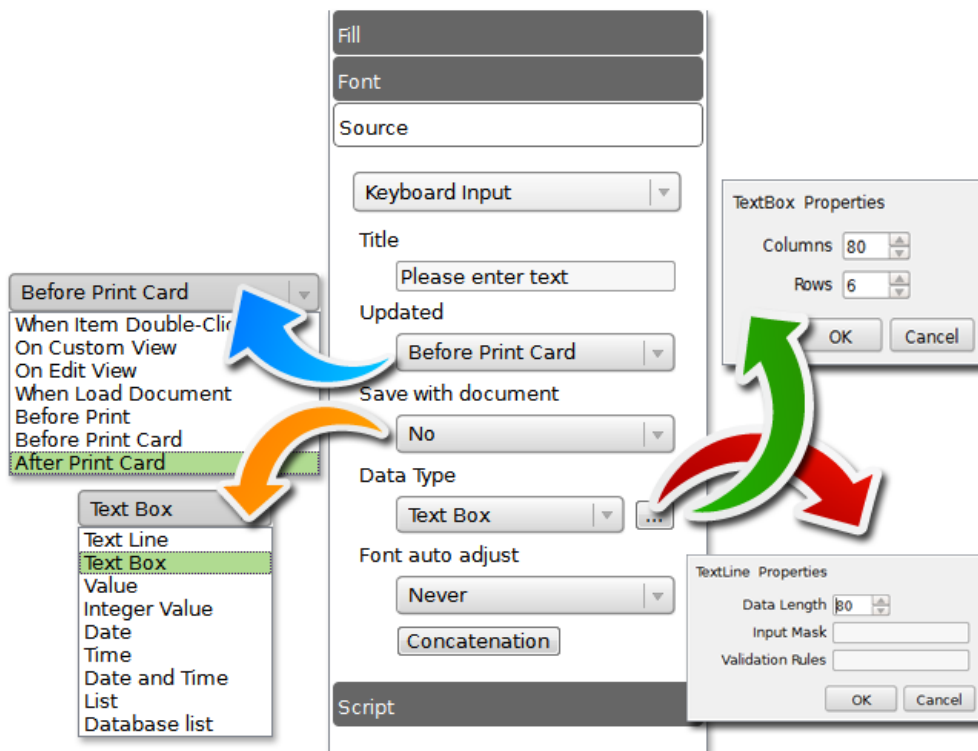 Fill
Font
Source
Keyboard Input
Title
Please enter text
Updated
Before Print Card
Save with document
No
Data Type
Text Box
...
Font auto adjust
Never
Concatenation
Script
Before Print Card
When Item Double-Clic
On Custom View
On Edit View
When Load Document
Before Print
Before Print Card
After Print Card
Text Box
Text Line
Text Box
Value
Integer Value
Date
Time
Date and Time
List
Database list
TextBox Properties
Columns 80
Rows 6
OK Cancel
TextLine Properties
Data Length 80
Input Mask
Validation Rules
OK Cancel